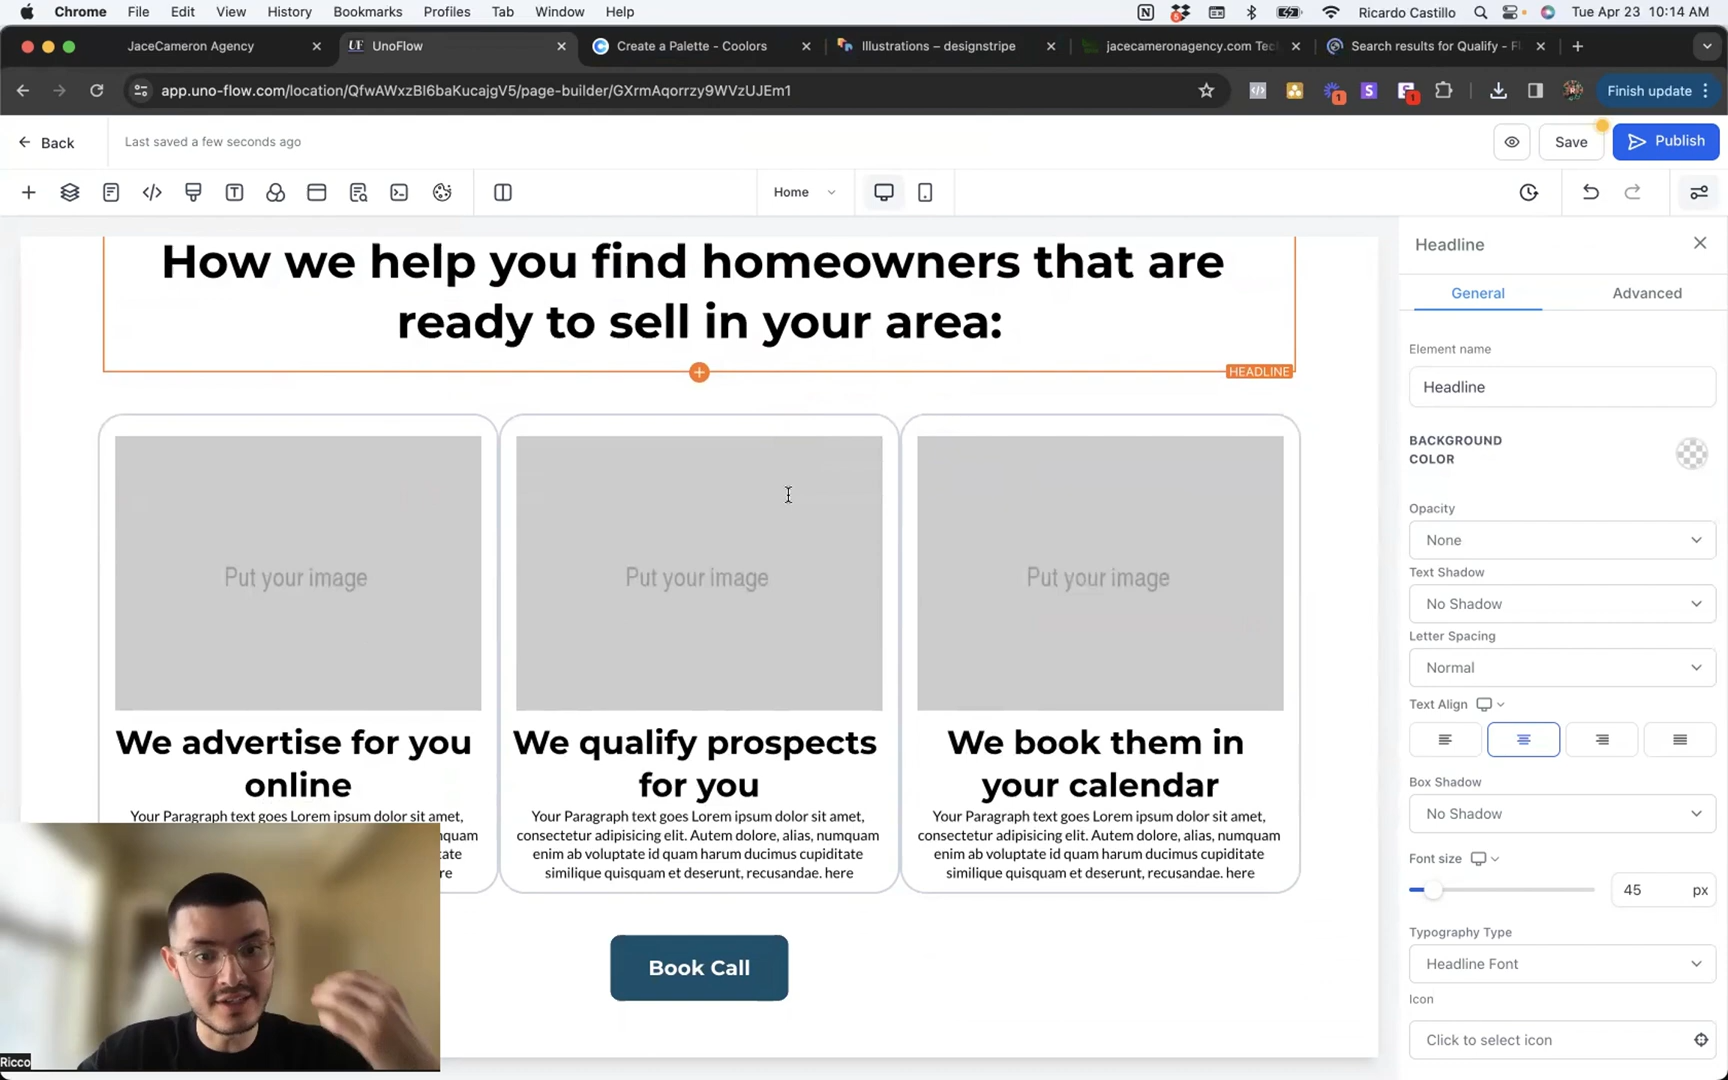 Chrome File Edit View History Bookmarks Profiles Tab Window Help Ricardo Castillo Tue Apr 23 10:14 AM
JaceCameron Agency UnoFlow Create a Palette - Coolors Illustrations – designstripe jacecameronagency.com Tec Search results for Qualify - F
app.uno-flow.com/location/QfwAWxzBl6baKucajgV5/page-builder/GXrmAqorrzy9WVzUJEm1 Finish update
Back Last saved a few seconds ago Save Publish
Home
How we help you find homeowners that are
ready to sell in your area:
HEADLINE
Put your image Put your image Put your image
We advertise for you
online
Your Paragraph text goes Lorem ipsum dolor sit amet,
numquam
We qualify prospects
for you
Your Paragraph text goes Lorem ipsum dolor sit amet,
consectetur adipisicing elit. Autem dolore, alias, numquam
enim ab voluptate id quam harum ducimus cupiditate
similique quisquam et deserunt, recusandae. here
We book them in
your calendar
Your Paragraph text goes Lorem ipsum dolor sit amet,
consectetur adipisicing elit. Autem dolore, alias, numquam
enim ab voluptate id quam harum ducimus cupiditate
similique quisquam et deserunt, recusandae. here
Book Call
Ricco
Headline
General Advanced
Element name
Headline
BACKGROUND
COLOR
Opacity
None
Text Shadow
No Shadow
Letter Spacing
Normal
Text Align
Box Shadow
No Shadow
Font size
45 px
Typography Type
Headline Font
Icon
Click to select icon